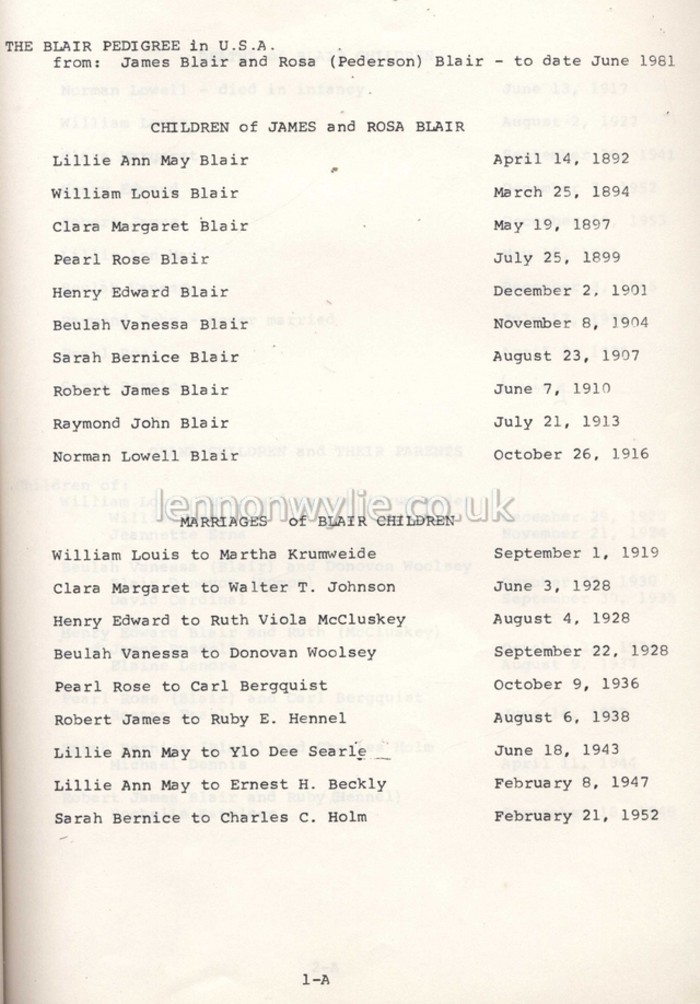 THE BLAIR PEDIGREE in U.S.A.
from: James Blair and Rosa (Pederson) Blair - to date June 1981
CHILDREN of JAMES and ROSA BLAIR
Lillie Ann May Blair April 14, 1892
William Louis Blair March 25, 1894
Clara Margaret Blair May 19, 1897
Pearl Rose Blair July 25, 1899
Henry Edward Blair December 2, 1901
Beulah Vanessa Blair November 8, 1904
Sarah Bernice Blair August 23, 1907
Robert James Blair June 7, 1910
Raymond John Blair July 21, 1913
Norman Lowell Blair October 26, 1916
lennonwylie.co.uk
MARRIAGES of BLAIR CHILDREN
William Louis to Martha Krumweide September 1, 1919
Clara Margaret to Walter T. Johnson June 3, 1928
Henry Edward to Ruth Viola McCluskey August 4, 1928
Beulah Vanessa to Donovan Woolsey September 22, 1928
Pearl Rose to Carl Bergquist October 9, 1936
Robert James to Ruby E. Hennel August 6, 1938
Lillie Ann May to Ylo Dee Searle June 18, 1943
Lillie Ann May to Ernest H. Beckly February 8, 1947
Sarah Bernice to Charles C. Holm February 21, 1952
1-A